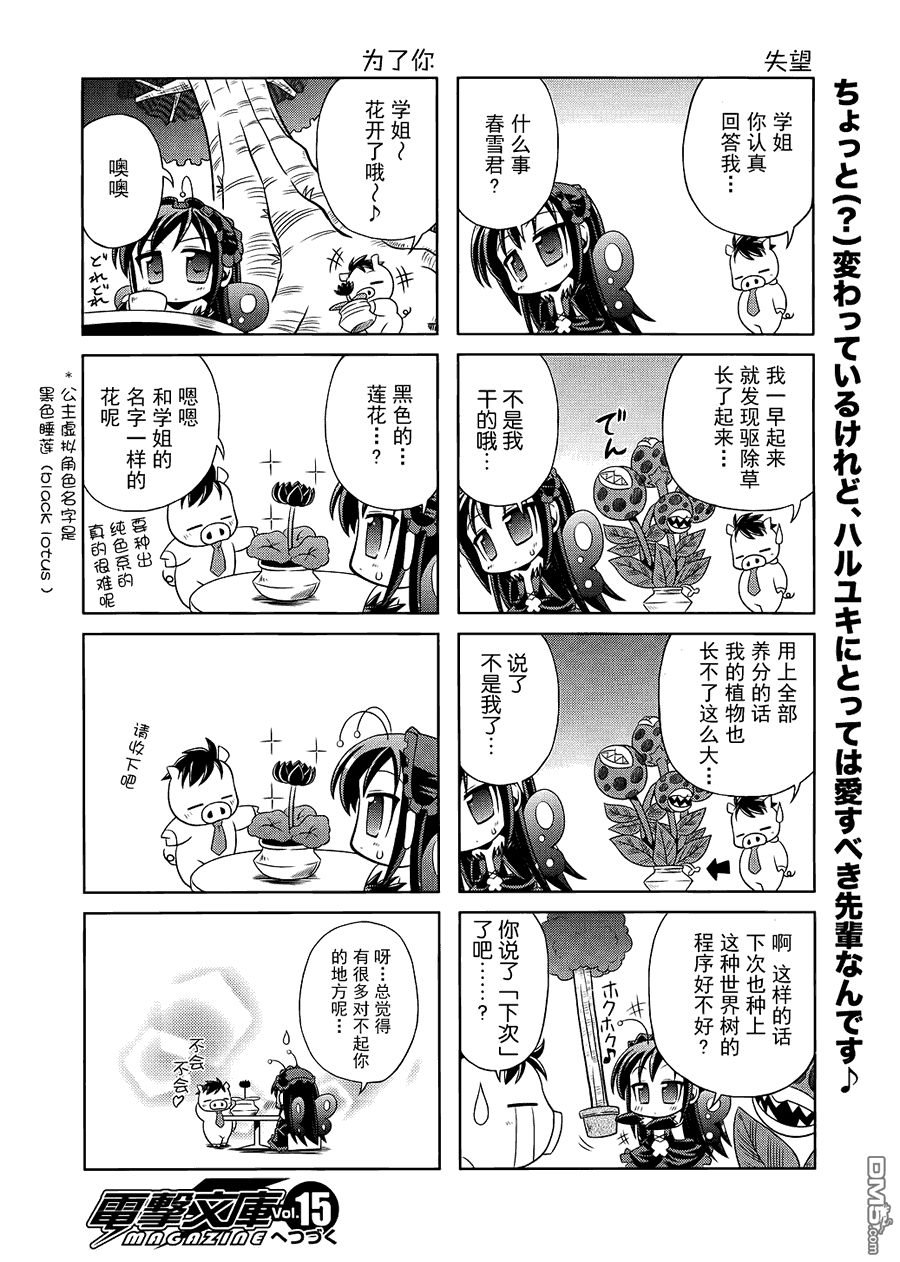 ちょっと(?)変わっているけれど、ハルユキにとっては愛すべき先輩なんです♪
失望
学姐
你认真
回答我…
什么事
春雪君?
我一早起来
就发现驱除草
长了起来…
でん
不是我
干的哦…
用上全部
养分的话
我的植物也
长不了这么大…
说了
不是我了…
啊 这样的话
下次也种上
这种世界树的
程序好不好?
ホクホク♪
你说了「下次」
了吧……?
为了你
学姐~
花开了哦~♪
噢噢
どれどれ
黑色的
莲花…?
嗯嗯
和学姐的
名字一样的
花呢
要种出
纯色系的
真的很难呢
*公主虚拟角色名字是
黑色睡莲(black lotus)
请收下吧
呀…总觉得
有很多对不起你
的地方呢…
不会
不会♡
電撃文庫
MAGAZINE
Vol.15
へつづく
DM5.com